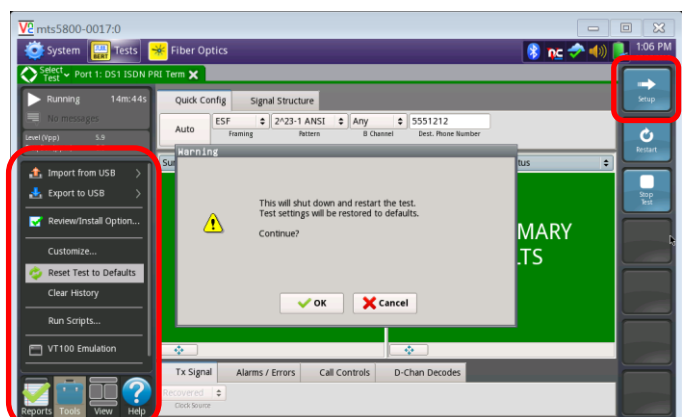 mts5800-0017:0
System Tests Fiber Optics nc 1:06 PM
Select Test Port 1: DS1 ISDN PRI Term X
Running 14m:44s
No messages
Level (Vpp) 5.9
Quick Config Signal Structure
Auto ESF 2^23-1 ANSI Any 5551212
Framing Pattern B Channel Dest. Phone Number
Setup
Restart
Stop Test
Warning
This will shut down and restart the test.
Test settings will be restored to defaults.
Continue?
OK Cancel
Import from USB
Export to USB
Review/Install Option...
Customize...
Reset Test to Defaults
Clear History
Run Scripts...
VT100 Emulation
Reports Tools View Help
Tx Signal Alarms / Errors Call Controls D-Chan Decodes
Recovered
Clock Source